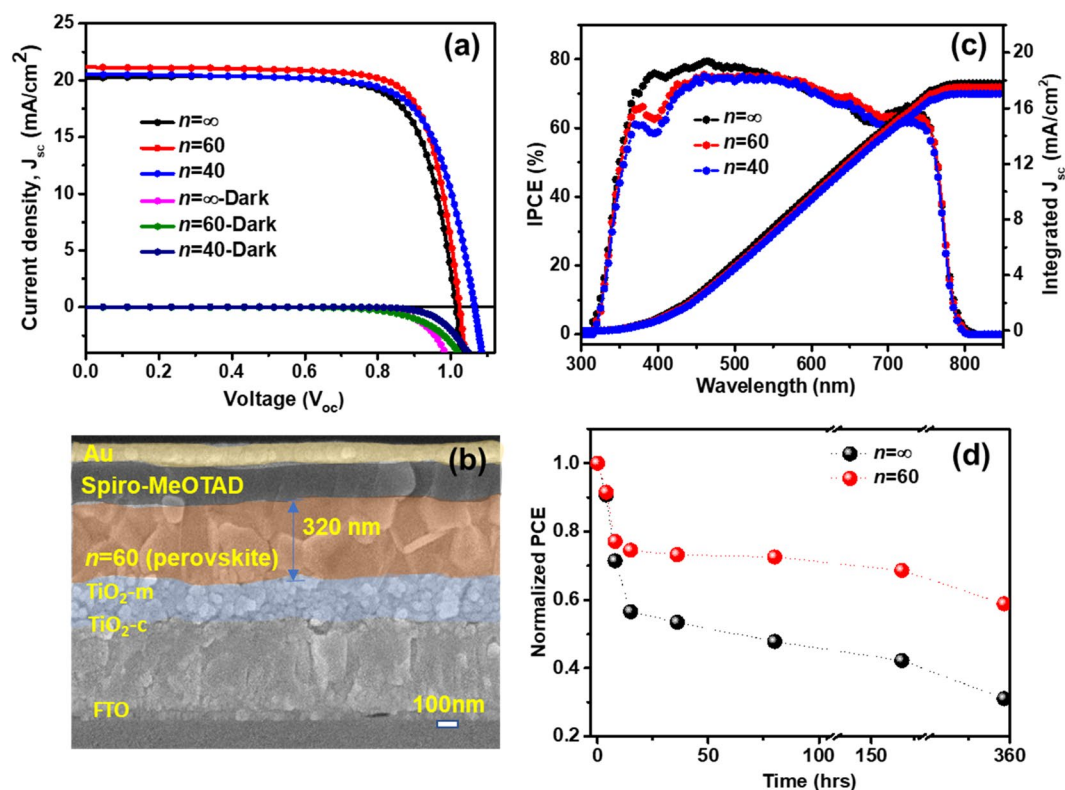 (a)
25
20
15
10
5
0
Current density, Jsc (mA/cm²)
n=∞
n=60
n=40
n=∞-Dark
n=60-Dark
n=40-Dark
0.0 0.2 0.4 0.6 0.8 1.0
Voltage (Voc)
(c)
80
60
40
20
0
IPCE (%)
n=∞
n=60
n=40
20
16
12
8
4
0
Integrated Jsc (mA/cm²)
300 400 500 600 700 800
Wavelength (nm)
(b)
Au
Spiro-MeOTAD
320 nm
n=60 (perovskite)
TiO₂-m
TiO₂-c
FTO
100nm
(d)
1.0
0.8
0.6
0.4
0.2
Normalized PCE
n=∞
n=60
0 50 100 150 360
Time (hrs)